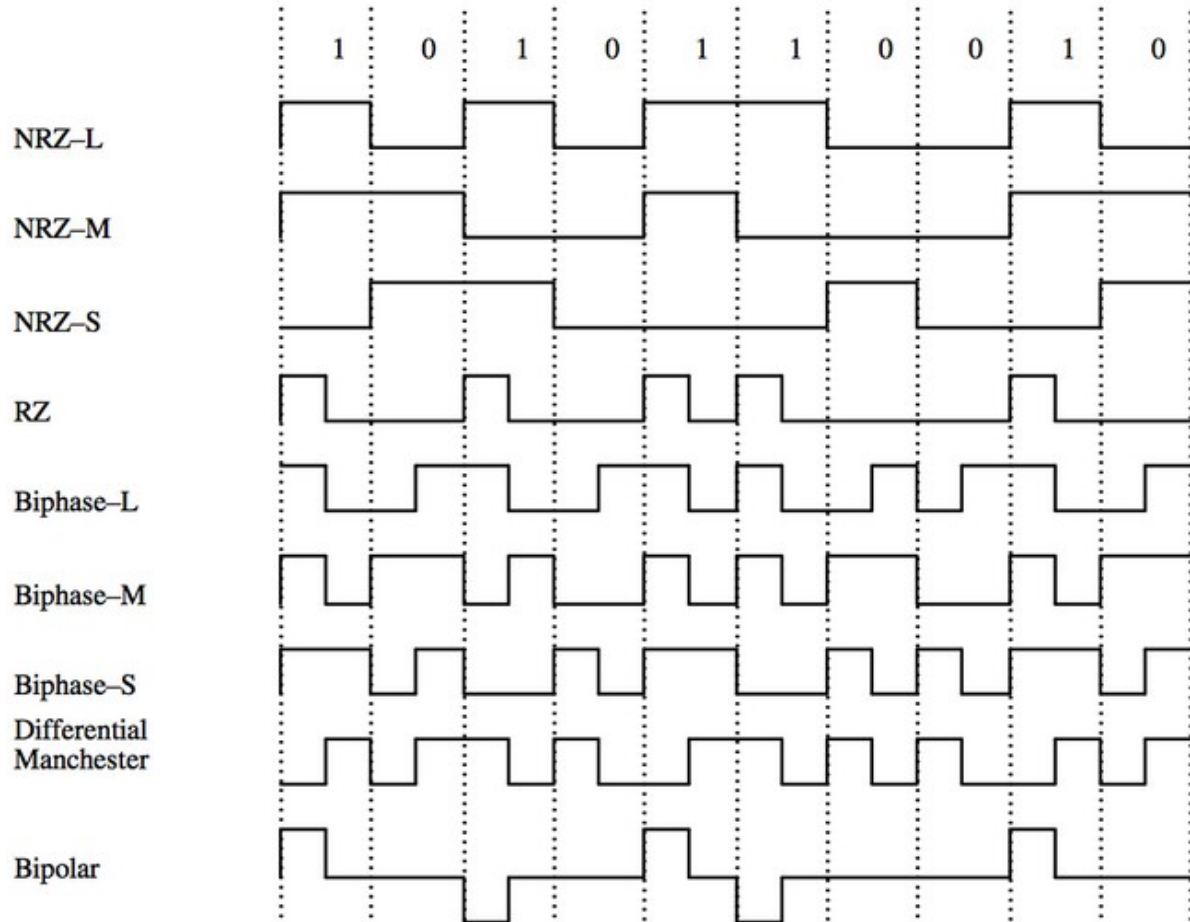 1 0 1 0 1 1 0 0 1 0
NRZ–L
NRZ–M
NRZ–S
RZ
Biphase–L
Biphase–M
Biphase–S
Differential
Manchester
Bipolar